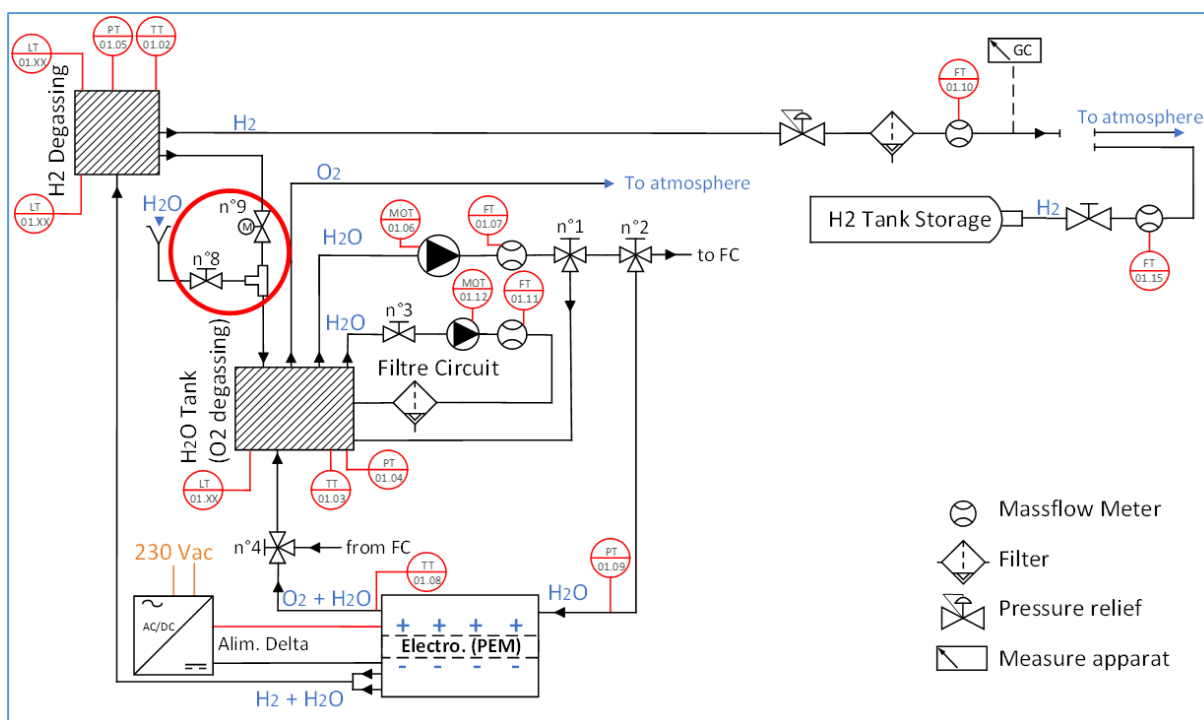 LT
01.XX
PT
01.05
TT
01.02
H2 Degassing
LT
01.XX
H2
H2O
n°9
M
n°8
O2
To atmosphere
MOT
01.06
FT
01.07
H2O
n°1
n°2
to FC
MOT
01.12
FT
01.11
H2O
n°3
Filtre Circuit
FT
01.10
GC
To atmosphere
H2 Tank Storage
H2
FT
01.15
H2O Tank
(O2 degassing)
LT
01.XX
TT
01.03
PT
01.04
n°4
from FC
230 Vac
AC/DC
Alim. Delta
O2 + H2O
TT
01.08
H2O
PT
01.09
+ + + +
Electro. (PEM)
- - - -
H2 + H2O
Massflow Meter
Filter
Pressure relief
Measure apparat